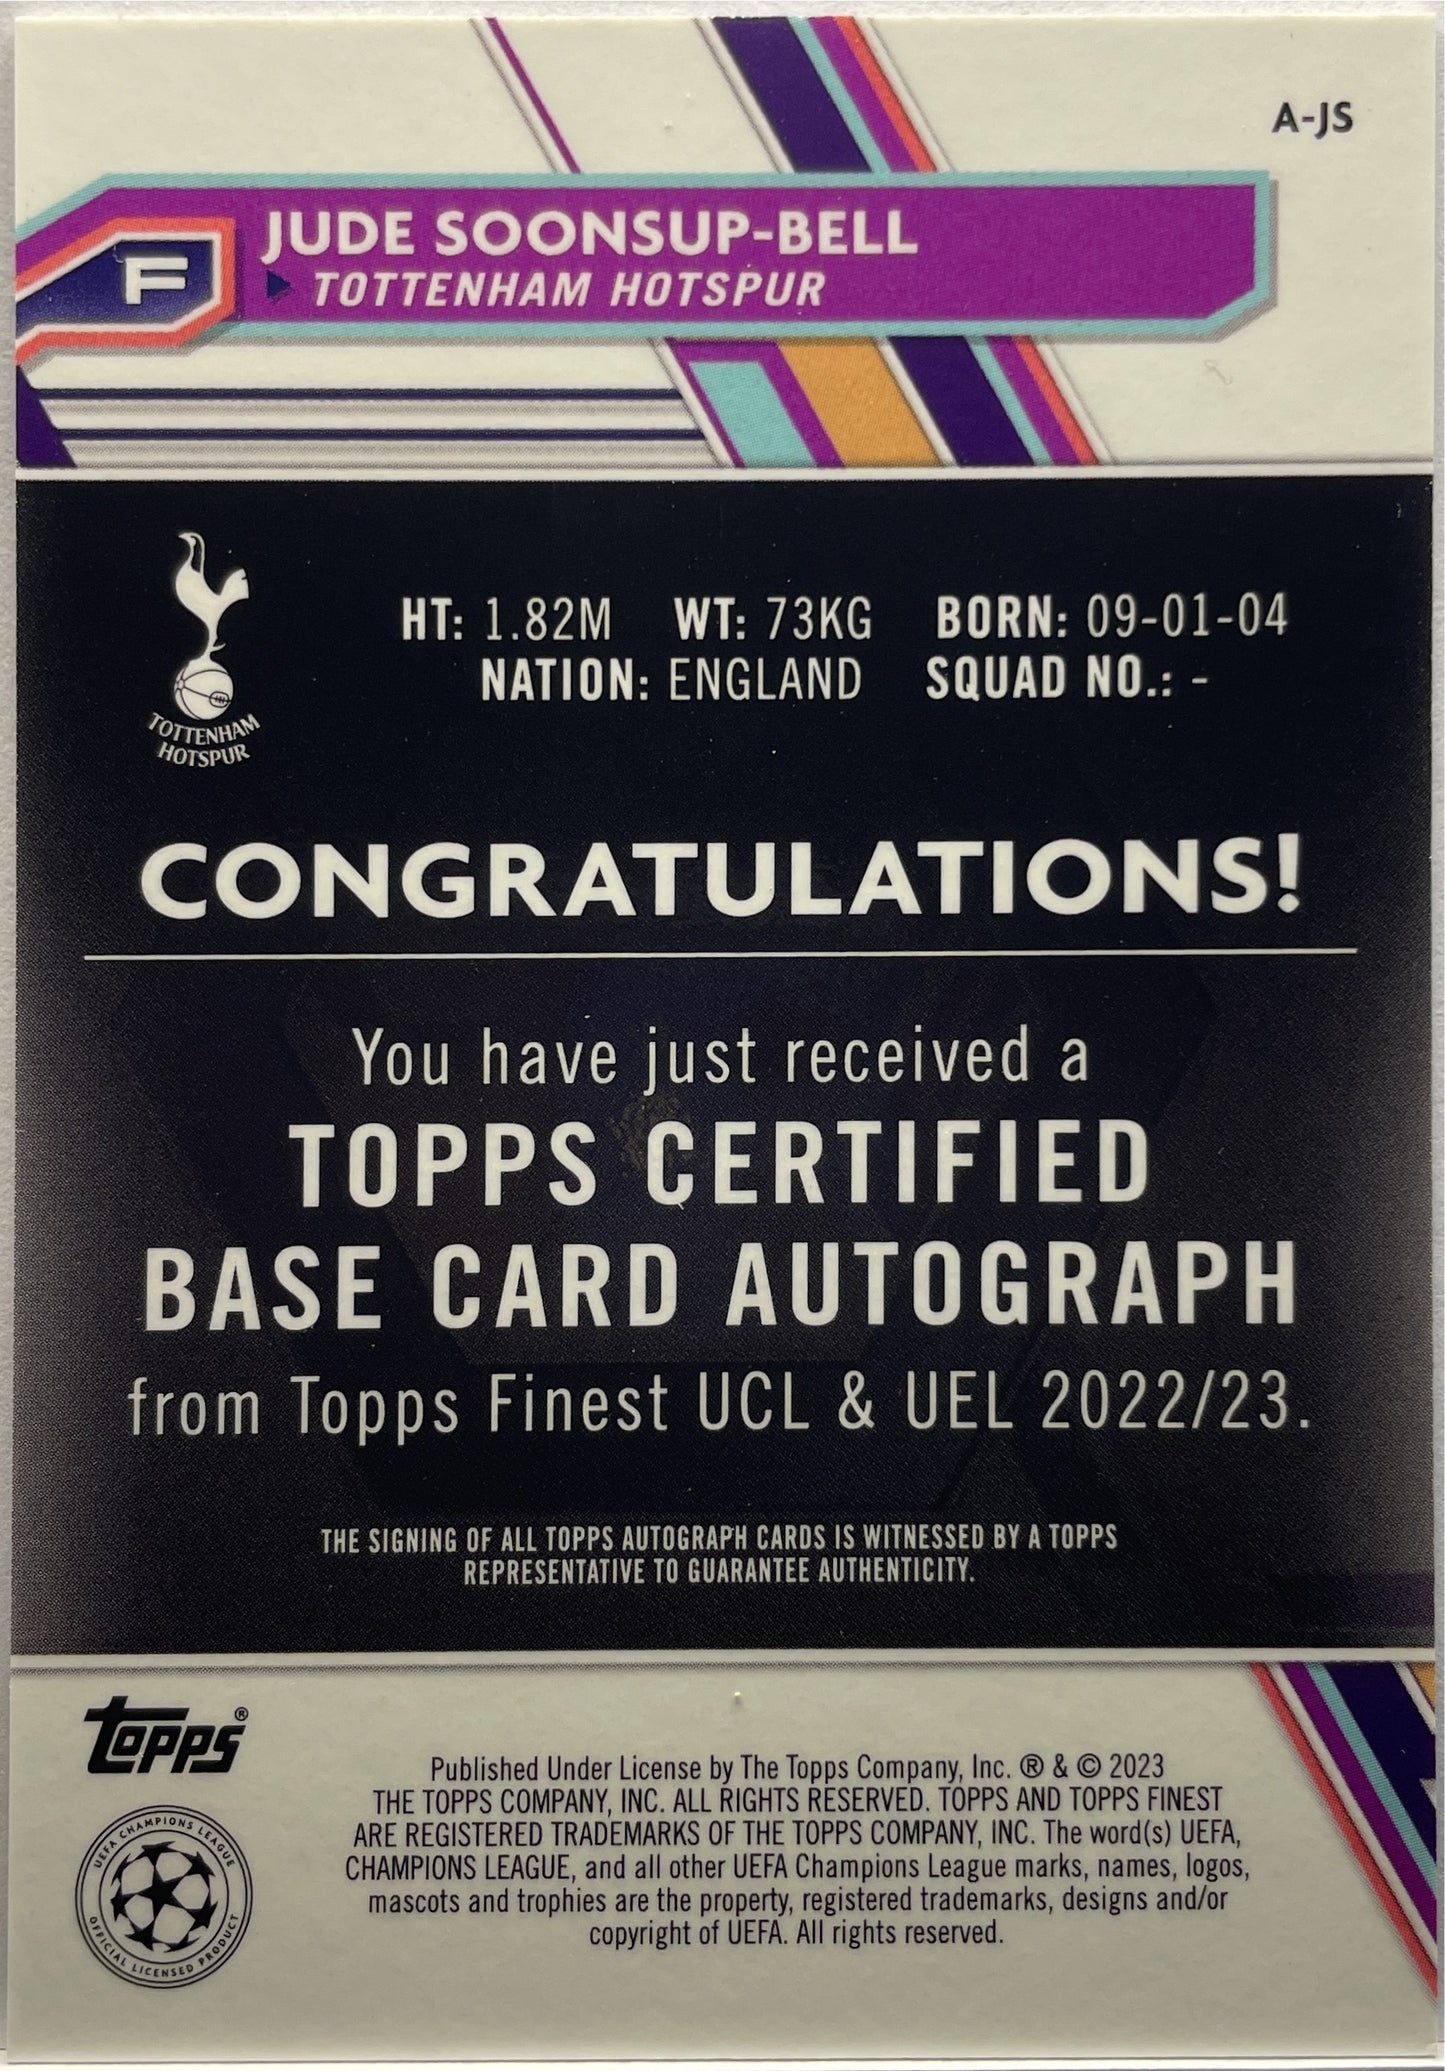 A-JS
JUDE SOONSUP-BELL
F
TOTTENHAM HOTSPUR
HT: 1.82M WT: 73KG BORN: 09-01-04
NATION: ENGLAND SQUAD NO.: -
TOTTENHAM
HOTSPUR
CONGRATULATIONS!
You have just received a
TOPPS CERTIFIED
BASE CARD AUTOGRAPH
from Topps Finest UCL & UEL 2022/23.
THE SIGNING OF ALL TOPPS AUTOGRAPH CARDS IS WITNESSED BY A TOPPS
REPRESENTATIVE TO GUARANTEE AUTHENTICITY.
topps®
Published Under License by The Topps Company, Inc. ® & © 2023
THE TOPPS COMPANY, INC. ALL RIGHTS RESERVED. TOPPS AND TOPPS FINEST
ARE REGISTERED TRADEMARKS OF THE TOPPS COMPANY, INC. The word(s) UEFA,
CHAMPIONS LEAGUE, and all other UEFA Champions League marks, names, logos,
mascots and trophies are the property, registered trademarks, designs and/or
copyright of UEFA. All rights reserved.
UEFA CHAMPIONS LEAGUE
OFFICIAL LICENSED PRODUCT